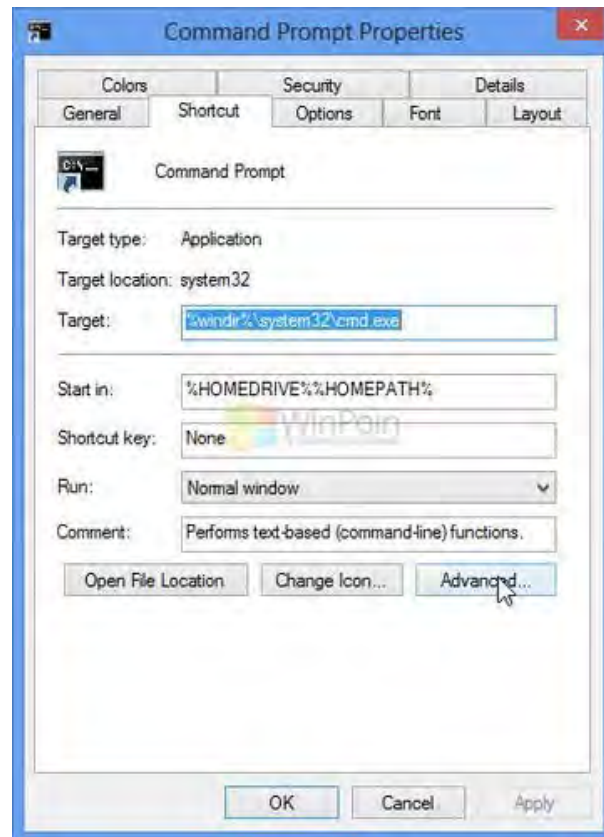 Command Prompt Properties
Colors Security Details
General Shortcut Options Font Layout
C:\
Command Prompt
Target type: Application
Target location: system32
Target: %windir%\system32\cmd.exe
Start in: %HOMEDRIVE%%HOMEPATH%
WinPoin
Shortcut key: None
Run: Normal window
Comment: Performs text-based (command-line) functions.
Open File Location Change Icon... Advanced...
OK Cancel Apply